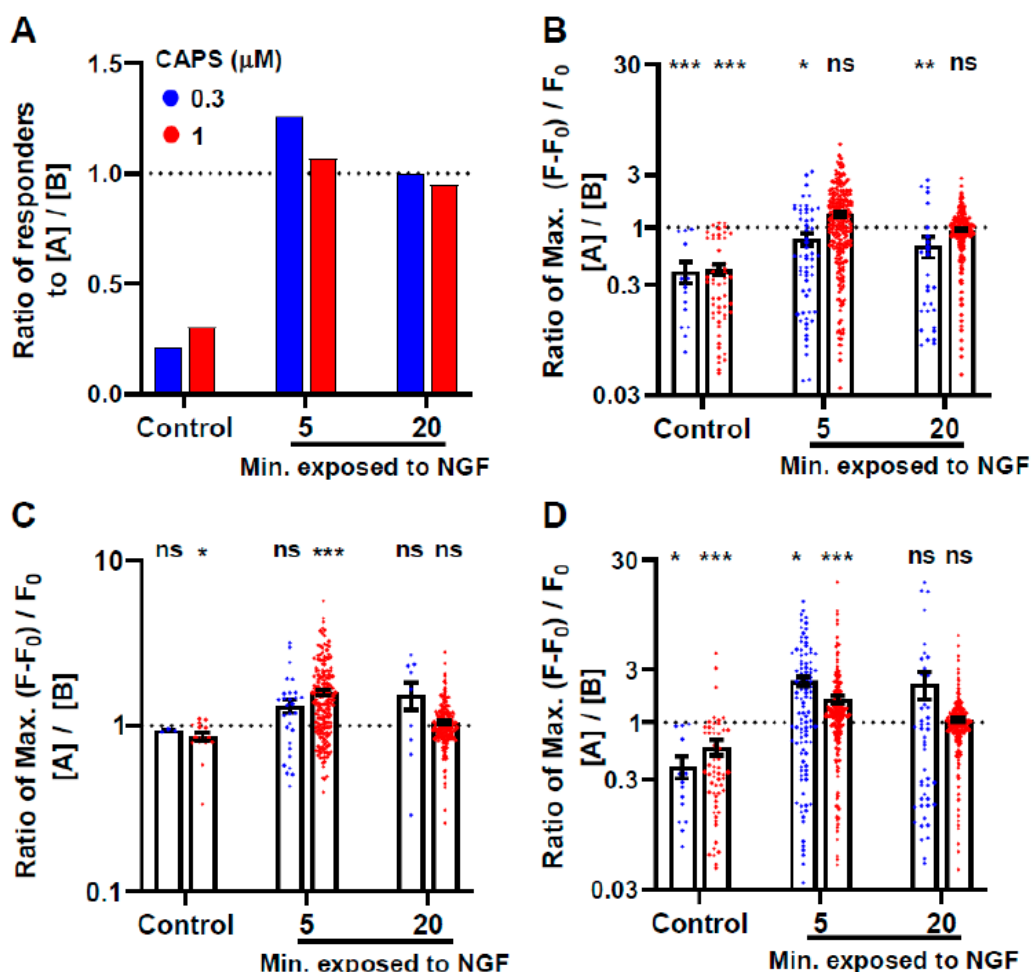 A
CAPS (μM)
0.3
1
Ratio of responders
to [A] / [B]
1.5
1.0
0.5
0.0
Control
5
20
Min. exposed to NGF
B
Ratio of Max. (F-F0) / F0
[A] / [B]
30
3
1
0.3
0.03
*** *** * ns ** ns
Control
5
20
Min. exposed to NGF
C
Ratio of Max. (F-F0) / F0
[A] / [B]
10
1
0.1
ns * ns *** ns ns
Control
5
20
Min. exposed to NGF
D
Ratio of Max. (F-F0) / F0
[A] / [B]
30
3
1
0.3
0.03
* *** * *** ns ns
Control
5
20
Min. exposed to NGF